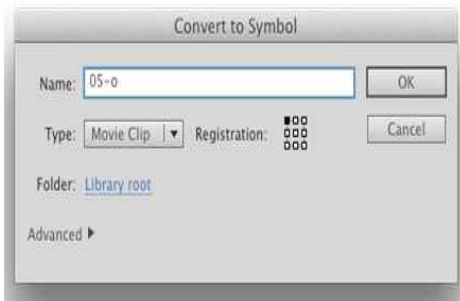 Convert to Symbol
Name: 05-o
OK
Type: Movie Clip Registration:
Cancel
Folder: Library root
Advanced